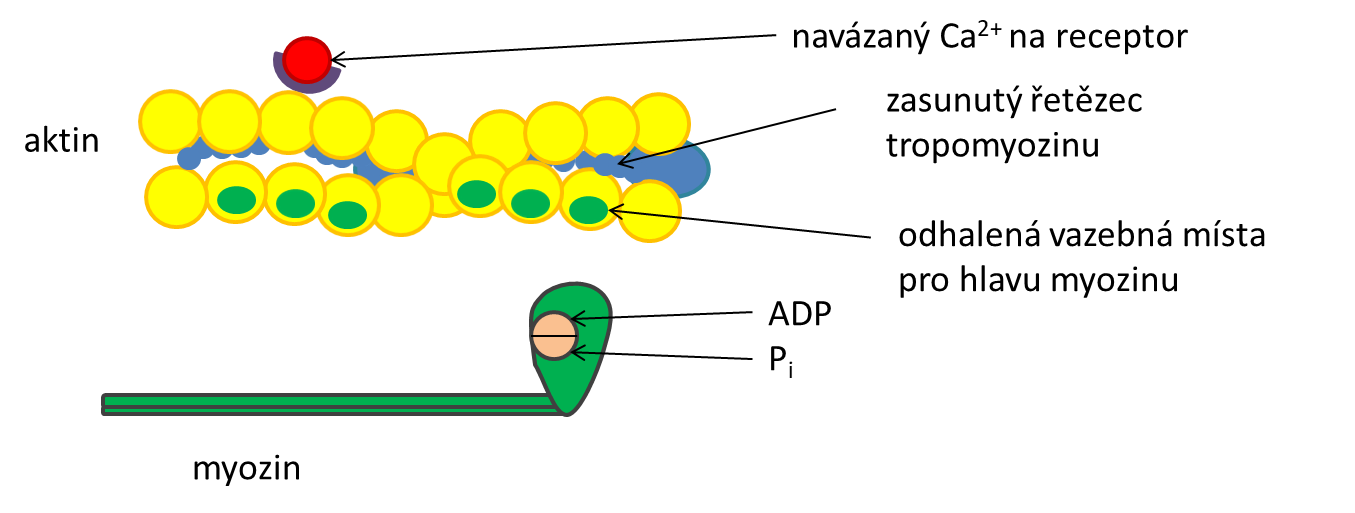 navázaný Ca²⁺ na receptor
zasunutý řetězec
tropomyozinu
aktin
odhalená vazebná místa
pro hlavu myozinu
ADP
Pᵢ
myozin